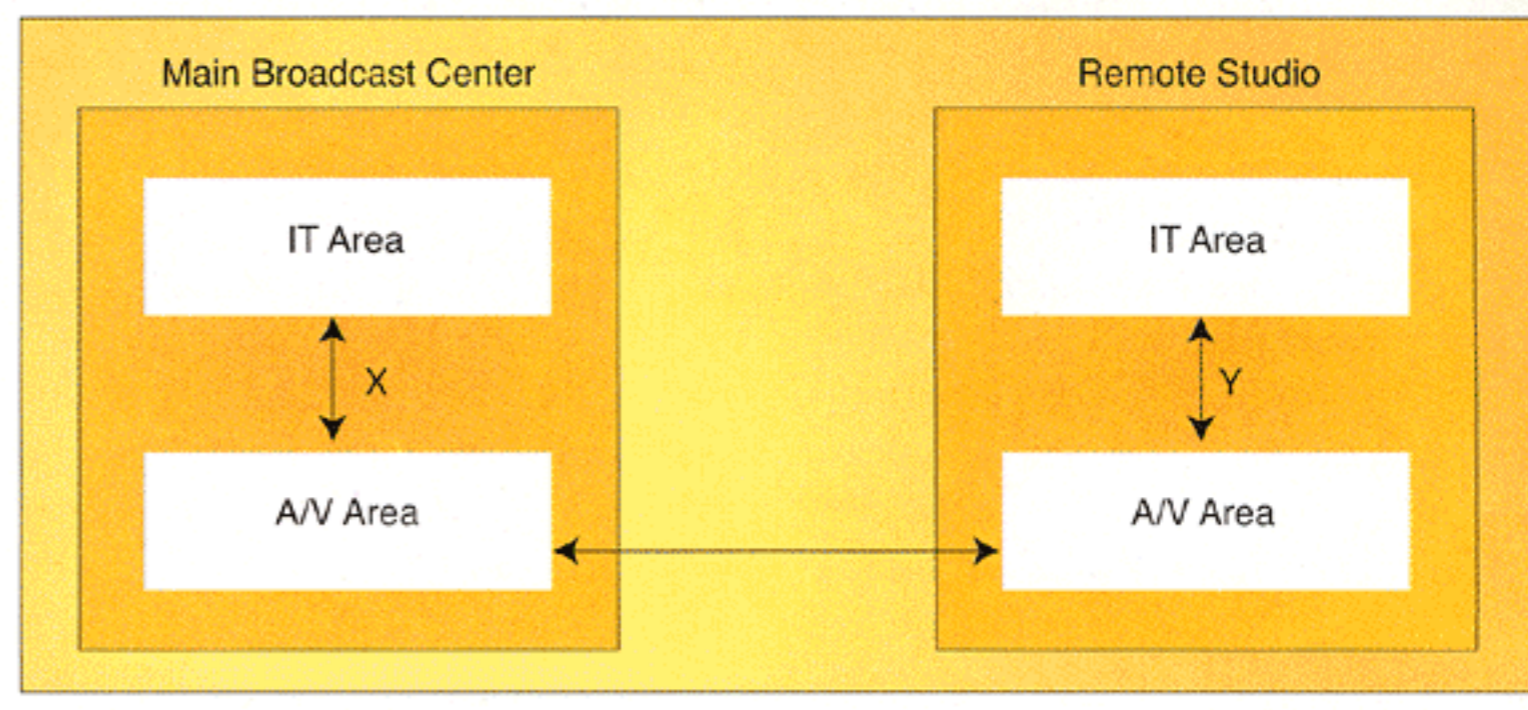 Main Broadcast Center
Remote Studio
IT Area
IT Area
X
Y
A/V Area
A/V Area